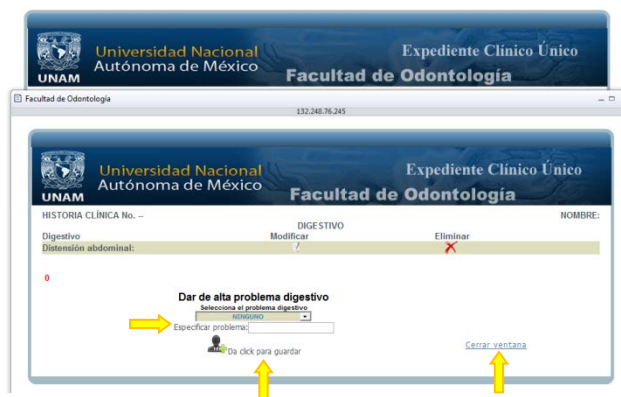 Universidad Nacional
Autónoma de México
Expediente Clínico Único
Facultad de Odontología
UNAM
Facultad de Odontología
132.248.76.245
Universidad Nacional
Autónoma de México
Expediente Clínico Único
Facultad de Odontología
UNAM
HISTORIA CLÍNICA No. --
NOMBRE:
DIGESTIVO
Digestivo Modificar Eliminar
Distensión abdominal:
0
Dar de alta problema digestivo
Selecciona el problema digestivo
NINGUNO
Especificar problema:
Da click para guardar
Cerrar ventana